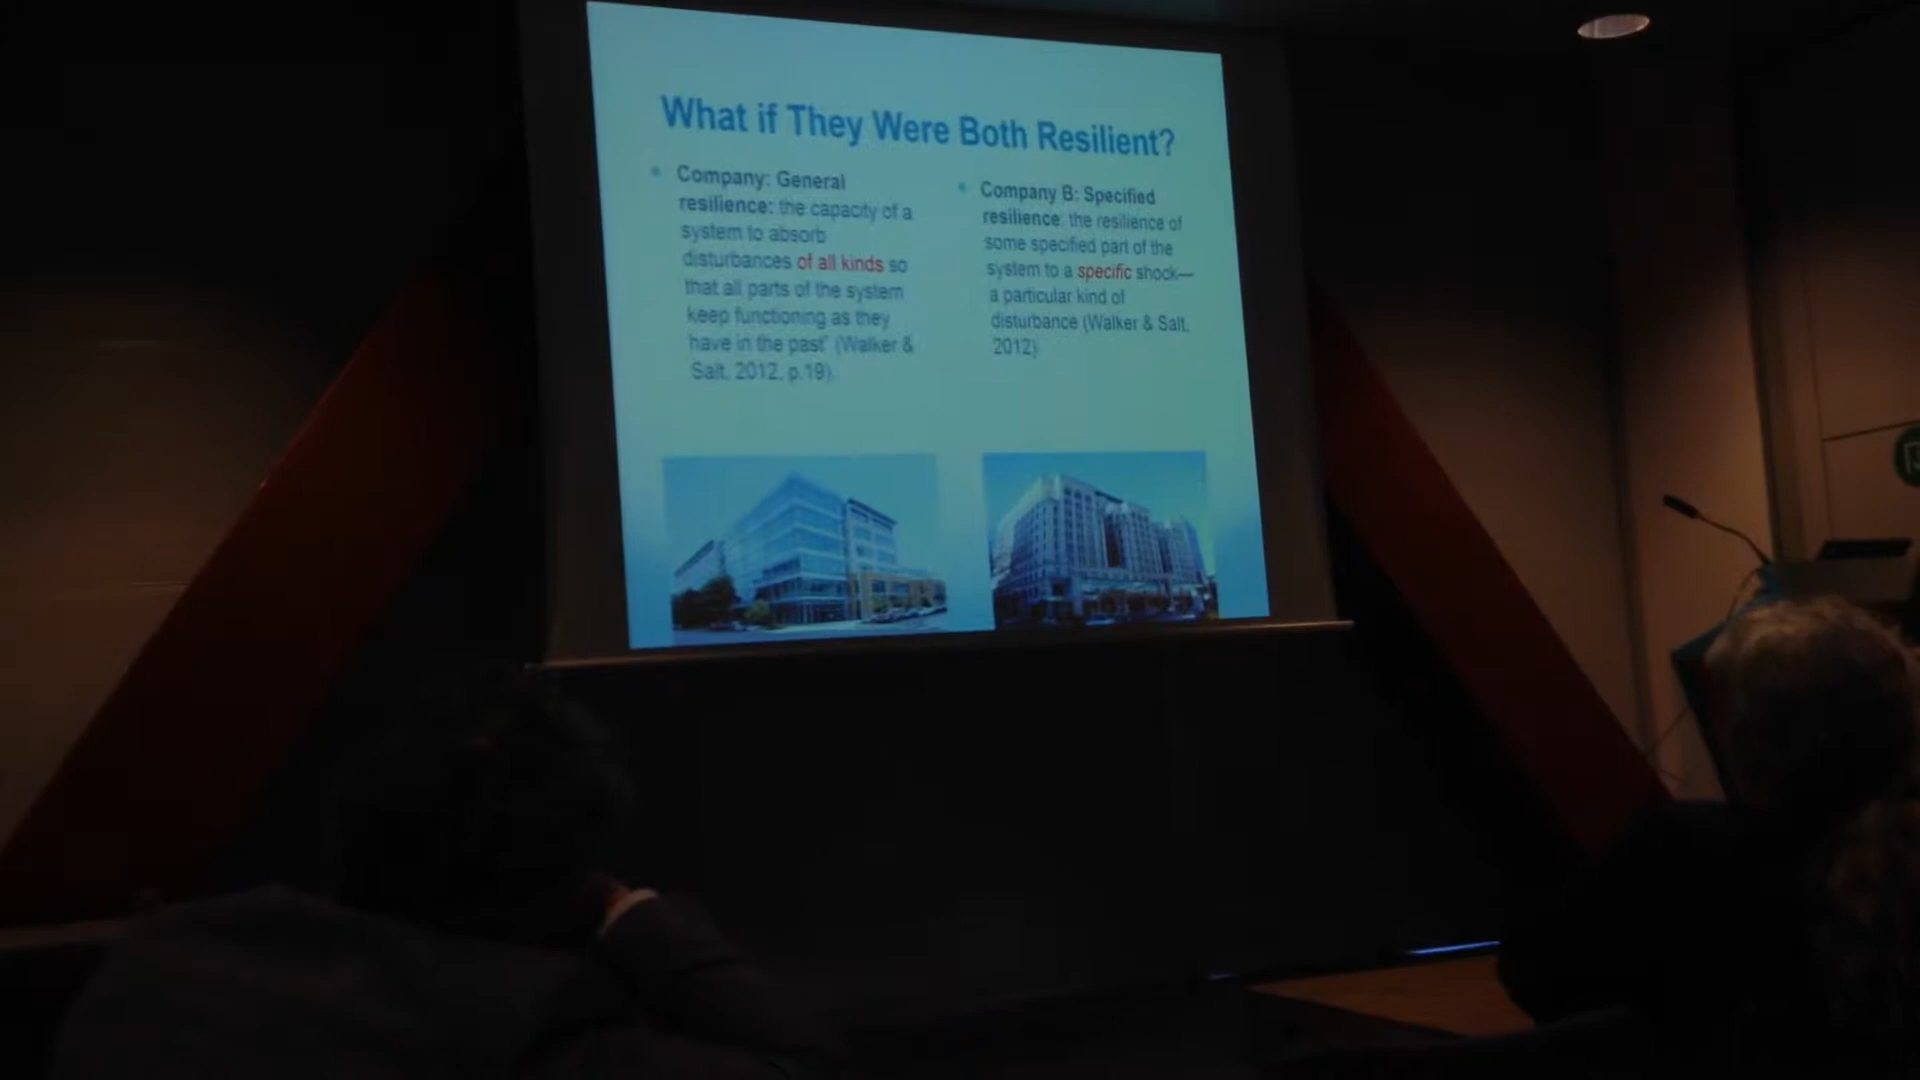 What if They Were Both Resilient?
• Company: General
resilience: the capacity of a
system to absorb
disturbances of all kinds so
that all parts of the system
keep functioning as they
have in the past" (Walker &
Salt, 2012, p.19).
• Company B: Specified
resilience: the resilience of
some specified part of the
system to a specific shock—
a particular kind of
disturbance (Walker & Salt,
2012).